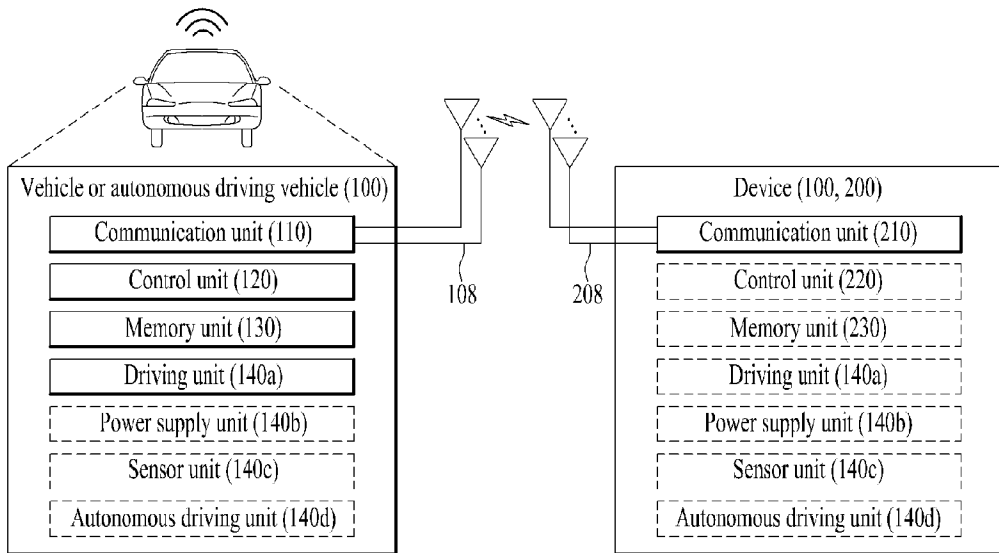 Vehicle or autonomous driving vehicle (100)
Communication unit (110)
Control unit (120)
Memory unit (130)
Driving unit (140a)
Power supply unit (140b)
Sensor unit (140c)
Autonomous driving unit (140d)
108
208
Device (100, 200)
Communication unit (210)
Control unit (220)
Memory unit (230)
Driving unit (140a)
Power supply unit (140b)
Sensor unit (140c)
Autonomous driving unit (140d)